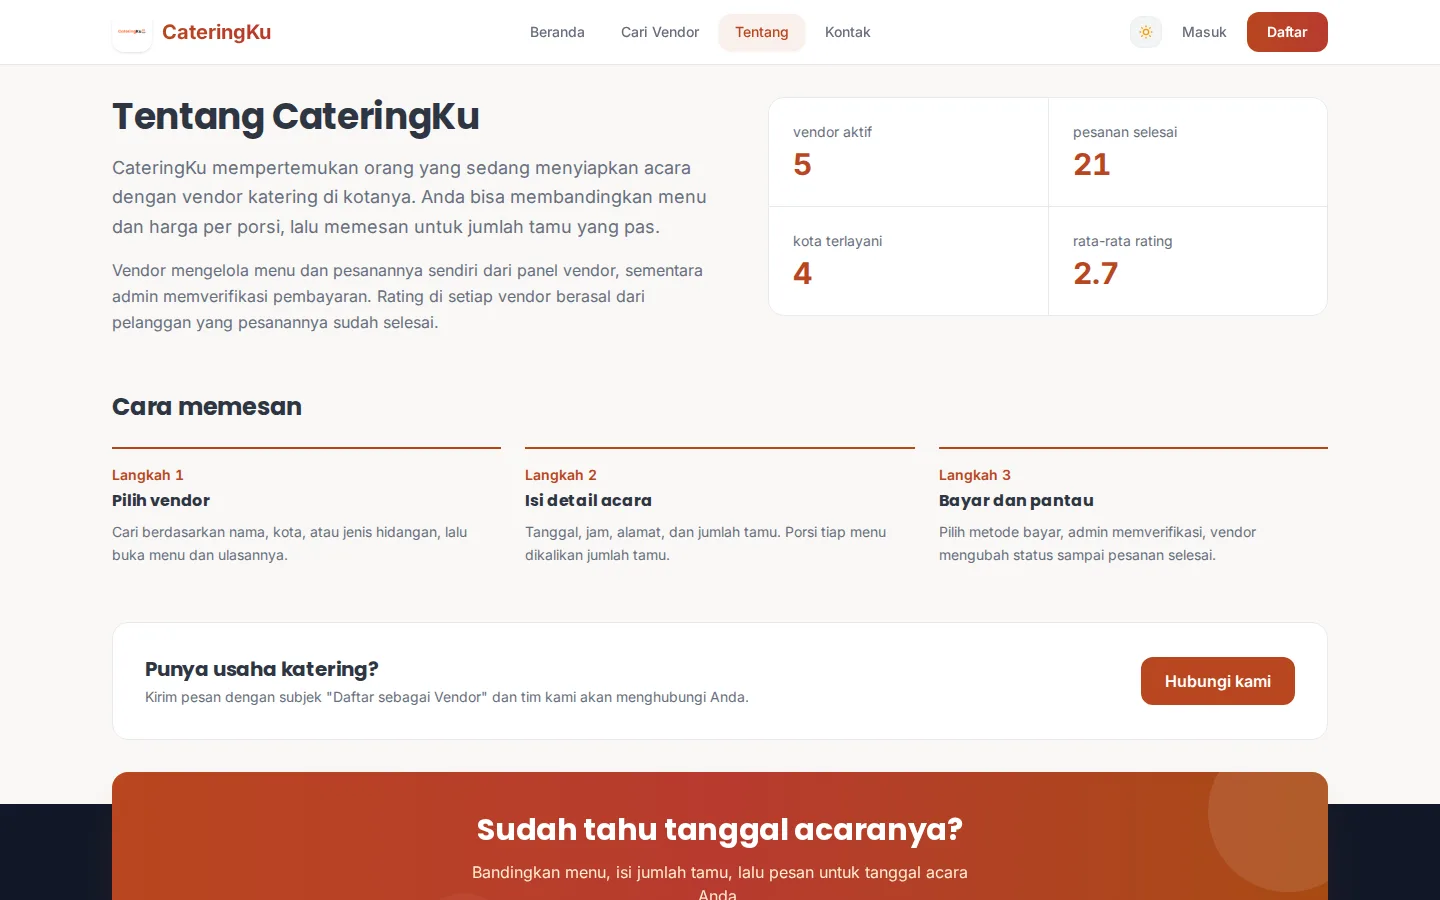 CateringKu
Beranda
Cari Vendor
Tentang
Kontak
Masuk
Daftar
Tentang CateringKu
CateringKu mempertemukan orang yang sedang menyiapkan acara
dengan vendor katering di kotanya. Anda bisa membandingkan menu
dan harga per porsi, lalu memesan untuk jumlah tamu yang pas.
Vendor mengelola menu dan pesanannya sendiri dari panel vendor, sementara
admin memverifikasi pembayaran. Rating di setiap vendor berasal dari
pelanggan yang pesanannya sudah selesai.
vendor aktif
5
pesanan selesai
21
kota terlayani
4
rata-rata rating
2.7
Cara memesan
Langkah 1
Pilih vendor
Cari berdasarkan nama, kota, atau jenis hidangan, lalu
buka menu dan ulasannya.
Langkah 2
Isi detail acara
Tanggal, jam, alamat, dan jumlah tamu. Porsi tiap menu
dikalikan jumlah tamu.
Langkah 3
Bayar dan pantau
Pilih metode bayar, admin memverifikasi, vendor
mengubah status sampai pesanan selesai.
Punya usaha katering?
Kirim pesan dengan subjek "Daftar sebagai Vendor" dan tim kami akan menghubungi Anda.
Hubungi kami
Sudah tahu tanggal acaranya?
Bandingkan menu, isi jumlah tamu, lalu pesan untuk tanggal acara
Anda.